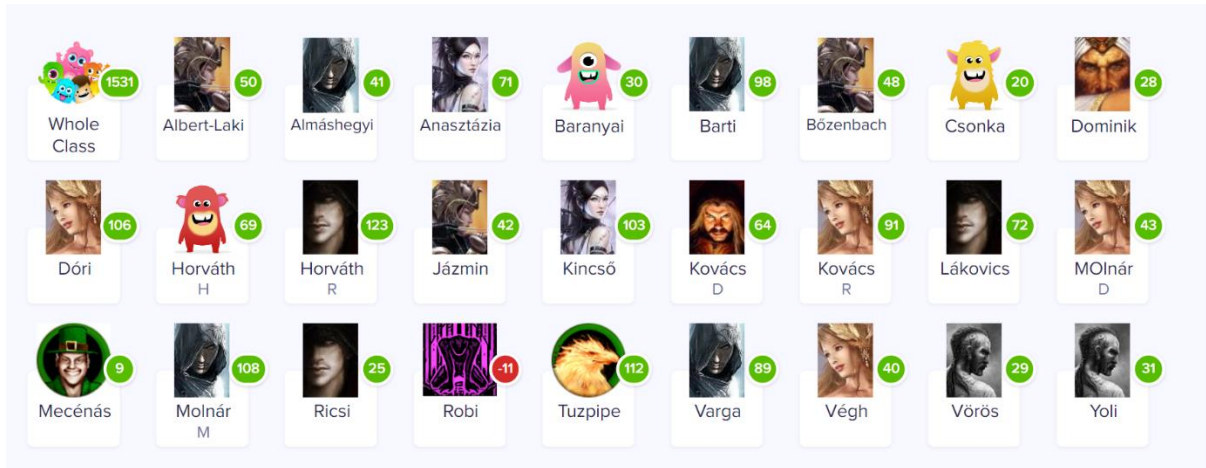 1531
Whole
Class
50
Albert-Laki
41
Almáshegyi
71
Anasztázia
30
Baranyai
98
Barti
48
Bőzenbach
20
Csonka
28
Dominik
106
Dóri
69
Horváth
H
123
Horváth
R
42
Jázmin
103
Kincső
64
Kovács
D
91
Kovács
R
72
Lákovics
43
MOlnár
D
9
Mecénás
108
Molnár
M
25
Ricsi
-11
Robi
112
Tuzpipe
89
Varga
40
Végh
29
Vörös
31
Yoli